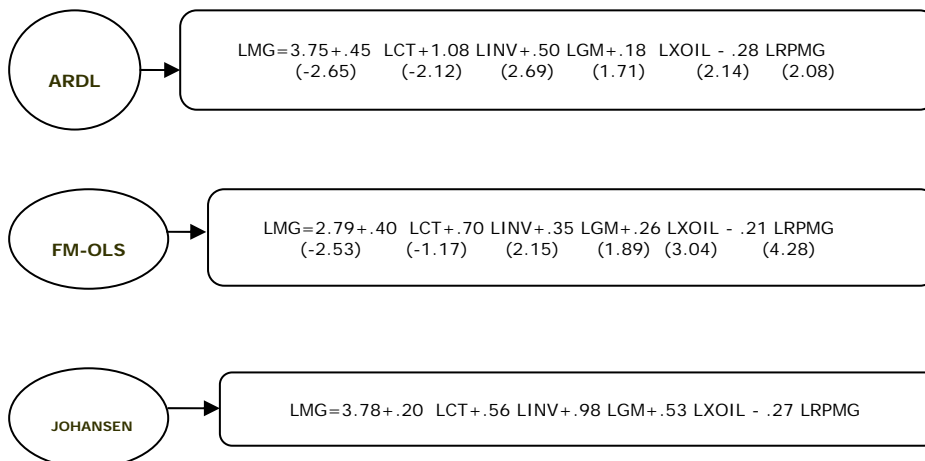 ARDL
LMG=3.75+.45 LCT+1.08 LINV+.50 LGM+.18 LXOIL - .28 LRPMG
(-2.65) (-2.12) (2.69) (1.71) (2.14) (2.08)
FM-OLS
LMG=2.79+.40 LCT+.70 LINV+.35 LGM+.26 LXOIL - .21 LRPMG
(-2.53) (-1.17) (2.15) (1.89) (3.04) (4.28)
JOHANSEN
LMG=3.78+.20 LCT+.56 LINV+.98 LGM+.53 LXOIL - .27 LRPMG